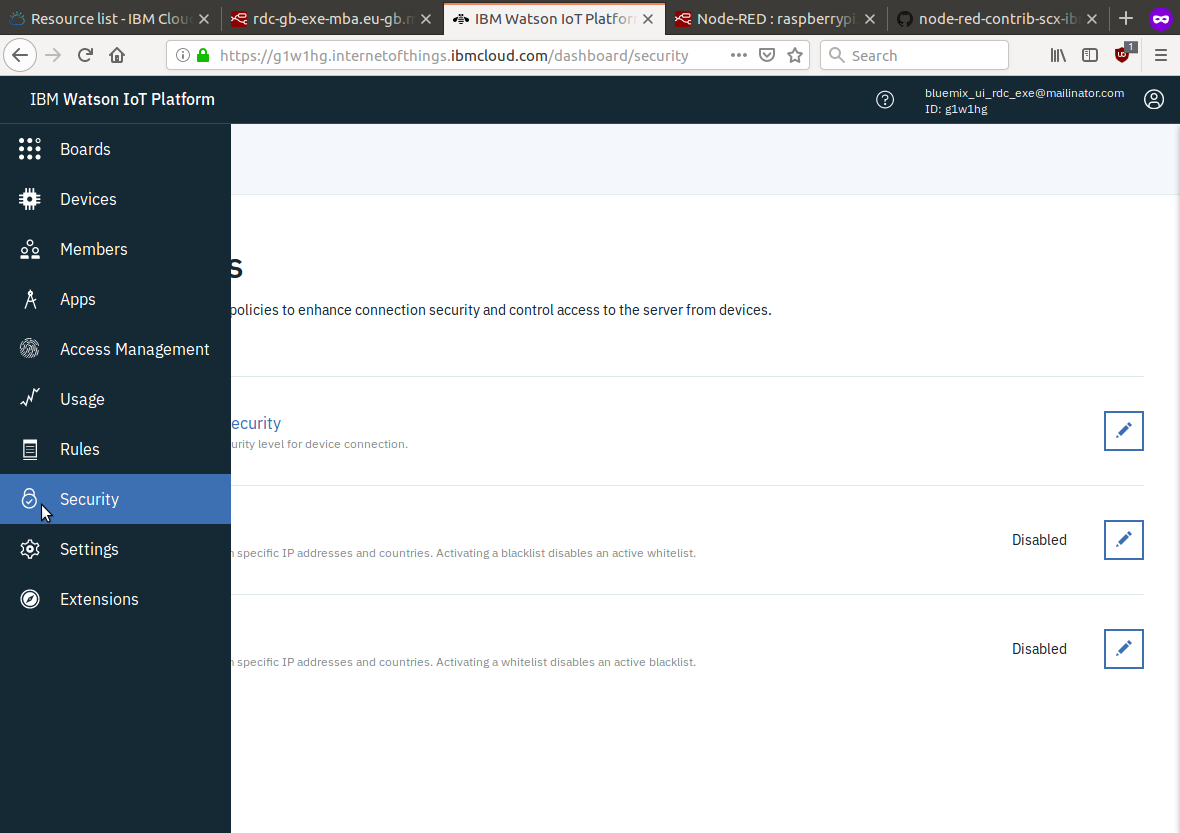 Resource list - IBM Clou
rdc-gb-exe-mba.eu-gb.m
IBM Watson IoT Platfor
Node-RED : raspberrypi
node-red-contrib-scx-ib
https://g1w1hg.internetofthings.ibmcloud.com/dashboard/security
Search
1
IBM Watson IoT Platform
bluemix_ui_rdc_exe@mailinator.com
ID: g1w1hg
Boards
Devices
Members
Apps
Access Management
Usage
Rules
Security
Settings
Extensions
s
policies to enhance connection security and control access to the server from devices.
ecurity
urity level for device connection.
Disabled
n specific IP addresses and countries. Activating a blacklist disables an active whitelist.
Disabled
n specific IP addresses and countries. Activating a whitelist disables an active blacklist.